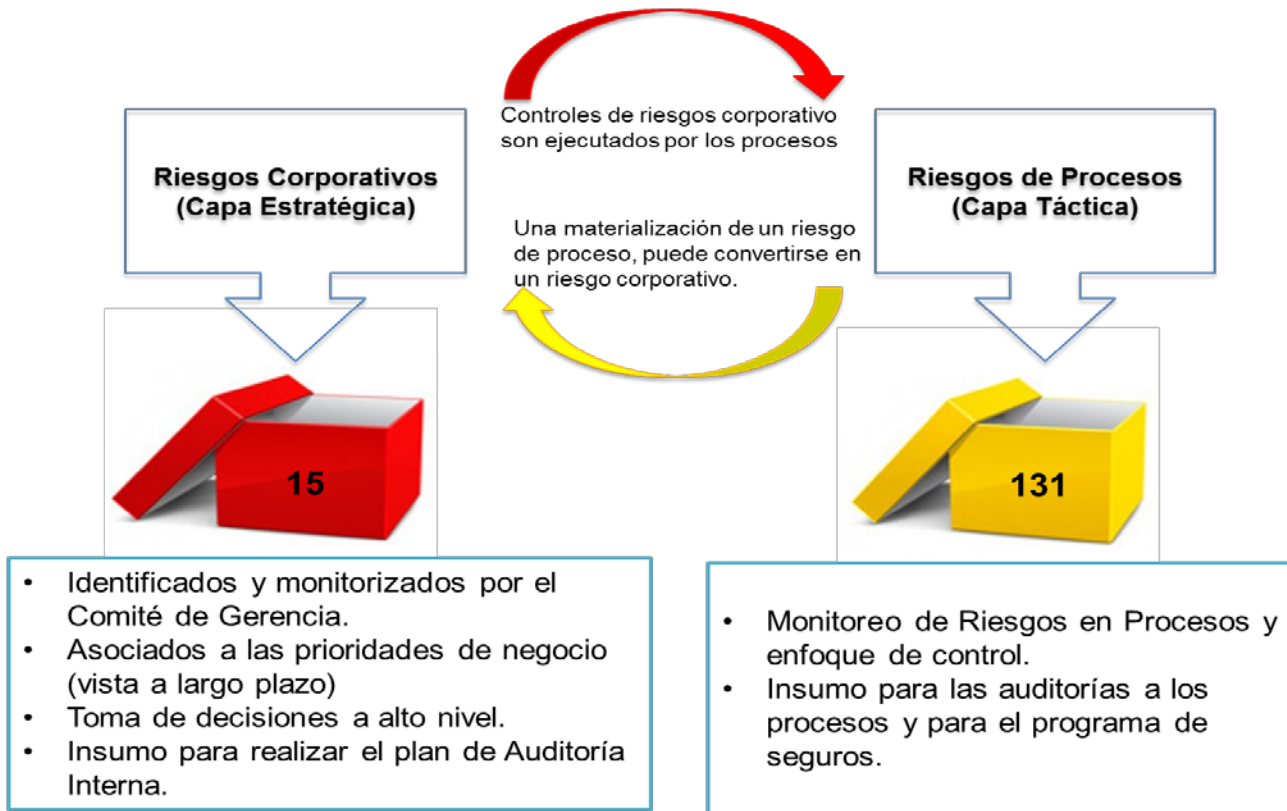 Controles de riesgos corporativo
son ejecutados por los procesos
Riesgos Corporativos
(Capa Estratégica)
Riesgos de Procesos
(Capa Táctica)
Una materialización de un riesgo
de proceso, puede convertirse en
un riesgo corporativo.
15
131
• Identificados y monitorizados por el
Comité de Gerencia.
• Asociados a las prioridades de negocio
(vista a largo plazo)
• Toma de decisiones a alto nivel.
• Insumo para realizar el plan de Auditoría
Interna.
• Monitoreo de Riesgos en Procesos y
enfoque de control.
• Insumo para las auditorías a los
procesos y para el programa de
seguros.